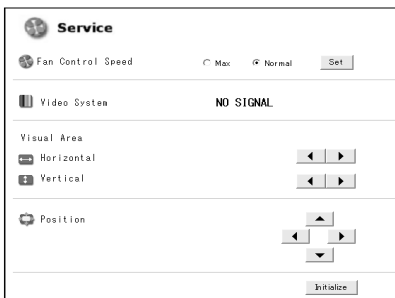 Service
Fan Control Speed Max Normal Set
Video System NO SIGNAL
Visual Area
Horizontal
Vertical
Position
Initialize